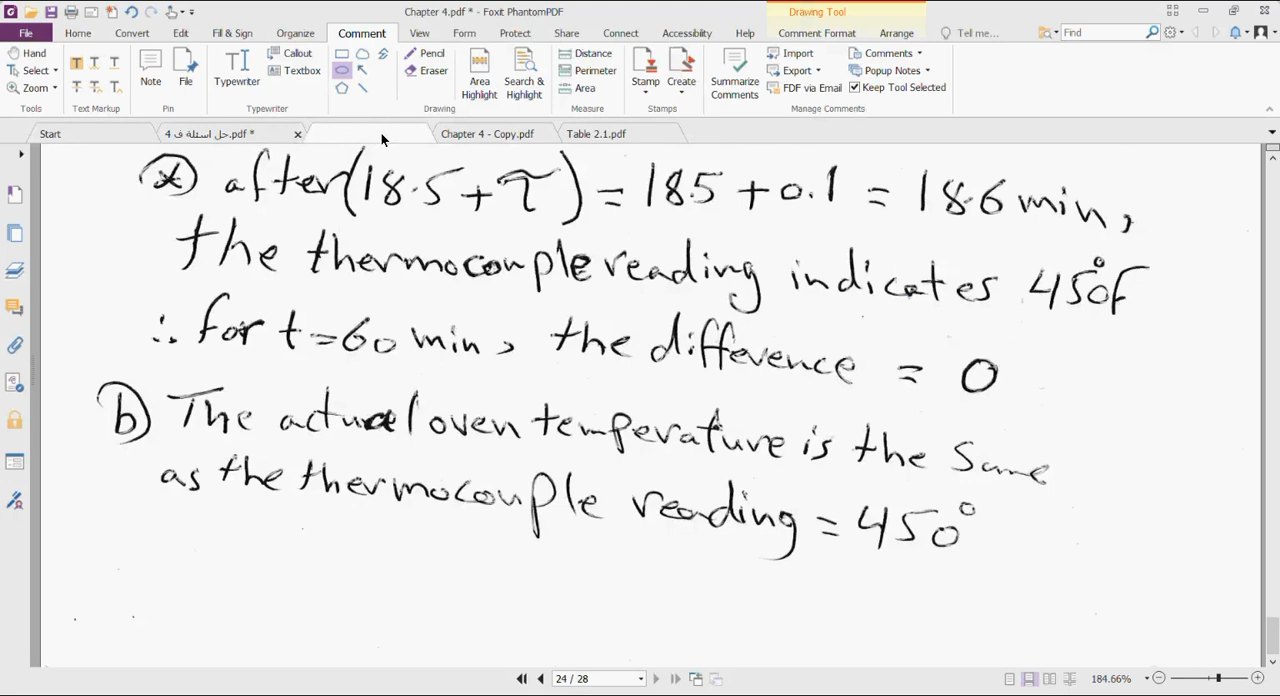 Chapter 4.pdf * - Foxit PhantomPDF
Drawing Tool
File Home Convert Edit Fill & Sign Organize Comment View Form Protect Share Connect Accessibility Help Comment Format Arrange Tell me... Find
Hand
Select
Zoom
Tools
Text Markup
Note
File
Pin
Typewriter
Callout
Textbox
Typewriter
Pencil
Eraser
Area Highlight
Search & Highlight
Drawing
Distance
Perimeter
Area
Measure
Stamp
Create
Stamps
Summarize Comments
Import
Export
FDF via Email
Comments
Popup Notes
Keep Tool Selected
Manage Comments
Start
حل اسئلة ف 4.pdf *
Chapter 4 - Copy.pdf
Table 2.1.pdf
after (18.5 + τ) = 18.5 + 0.1 = 18.6 min,
the thermocouple reading indicates 450°F
∴ for t = 60 min, the difference = 0
b) The actual oven temperature is the same
as the thermocouple reading = 450°
24 / 28
184.66%